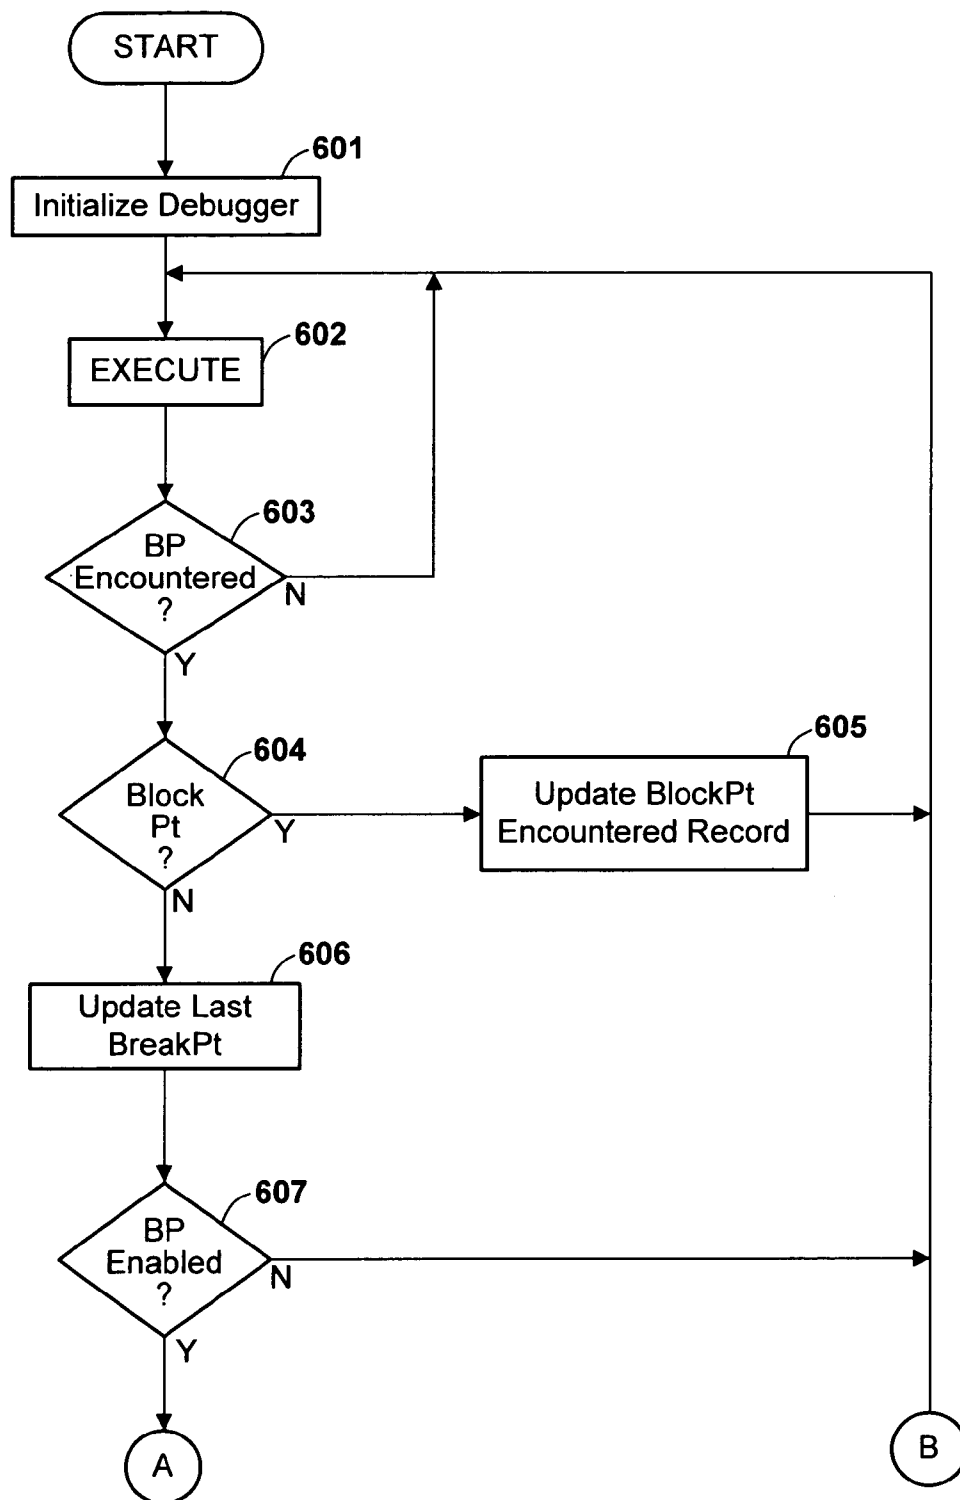 START
601
Initialize Debugger
602
EXECUTE
603
BP
Encountered
?
N
Y
604
Block
Pt
?
Y
N
605
Update BlockPt
Encountered Record
606
Update Last
BreakPt
607
BP
Enabled
?
N
Y
A
B